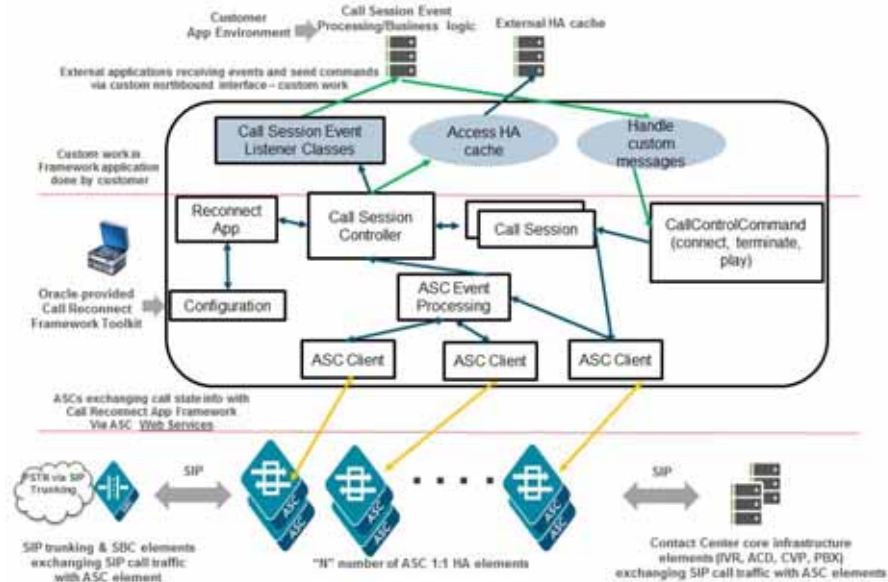 Customer
App Environment
Call Session Event
Processing/Business logic
External HA cache
External applications receiving events and send commands
via custom northbound interface – custom work
Call Session Event
Listener Classes
Access HA
cache
Handle
custom
messages
Custom work in
Framework application
done by customer
Reconnect
App
Call Session
Controller
Call Session
CallControlCommand
(connect, terminate,
play)
Oracle-provided
Call Reconnect
Framework Toolkit
Configuration
ASC Event
Processing
ASC Client
ASC Client
ASC Client
ASCs exchanging call state info with
Call Reconnect App Framework
Via ASC Web Services
PSTN via SIP
Trunking
SIP
ASC
ASC
ASC
ASC
ASC
ASC
SIP
SIP trunking & SBC elements
exchanging SIP call traffic
with ASC element
"N" number of ASC 1:1 HA elements
Contact Center core infrastructure
elements (IVR, ACD, CVP, PBX)
exchanging SIP call traffic with ASC elements